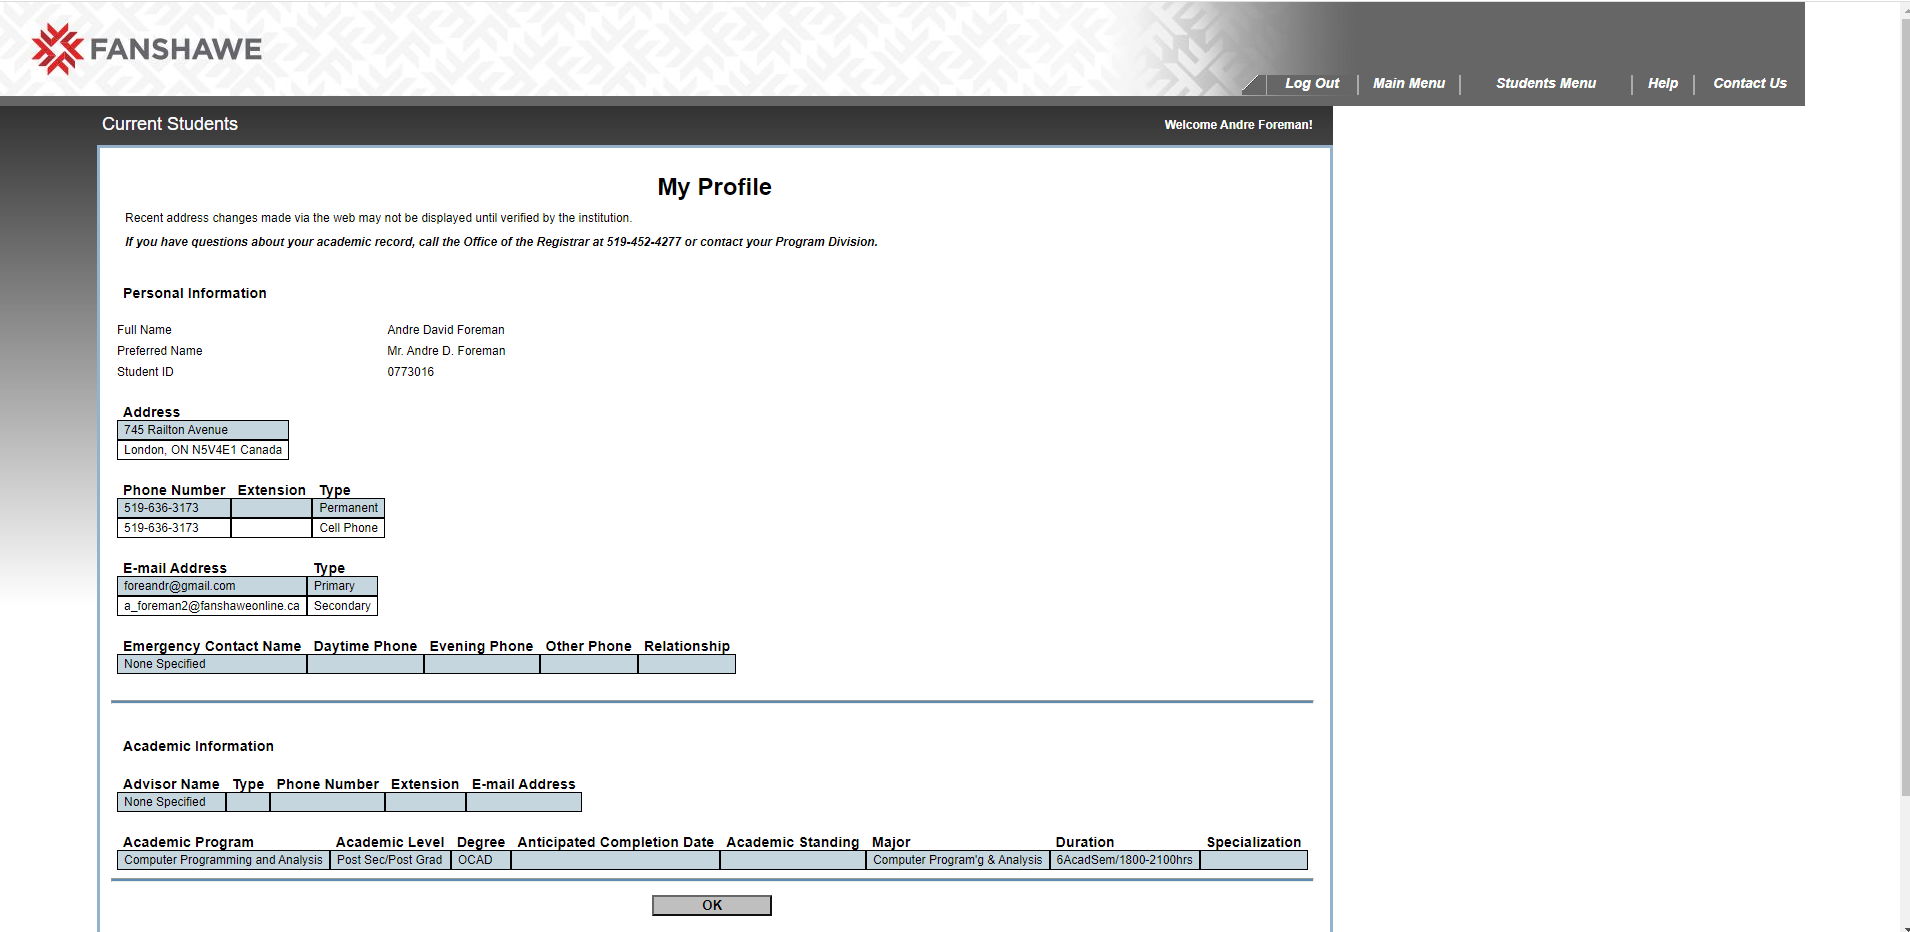 FANSHAWE
Log Out Main Menu Students Menu Help Contact Us
Current Students Welcome Andre Foreman!
My Profile
Recent address changes made via the web may not be displayed until verified by the institution.
If you have questions about your academic record, call the Office of the Registrar at 519-452-4277 or contact your Program Division.
Personal Information
Full Name Andre David Foreman
Preferred Name Mr. Andre D. Foreman
Student ID 0773016
Address
745 Railton Avenue
London, ON N5V4E1 Canada
Phone Number Extension Type
519-636-3173 Permanent
519-636-3173 Cell Phone
E-mail Address Type
foreandr@gmail.com Primary
a_foreman2@fanshaweonline.ca Secondary
Emergency Contact Name Daytime Phone Evening Phone Other Phone Relationship
None Specified
Academic Information
Advisor Name Type Phone Number Extension E-mail Address
None Specified
Academic Program Academic Level Degree Anticipated Completion Date Academic Standing Major Duration Specialization
Computer Programming and Analysis Post Sec/Post Grad OCAD Computer Program'g & Analysis 6AcadSem/1800-2100hrs
OK